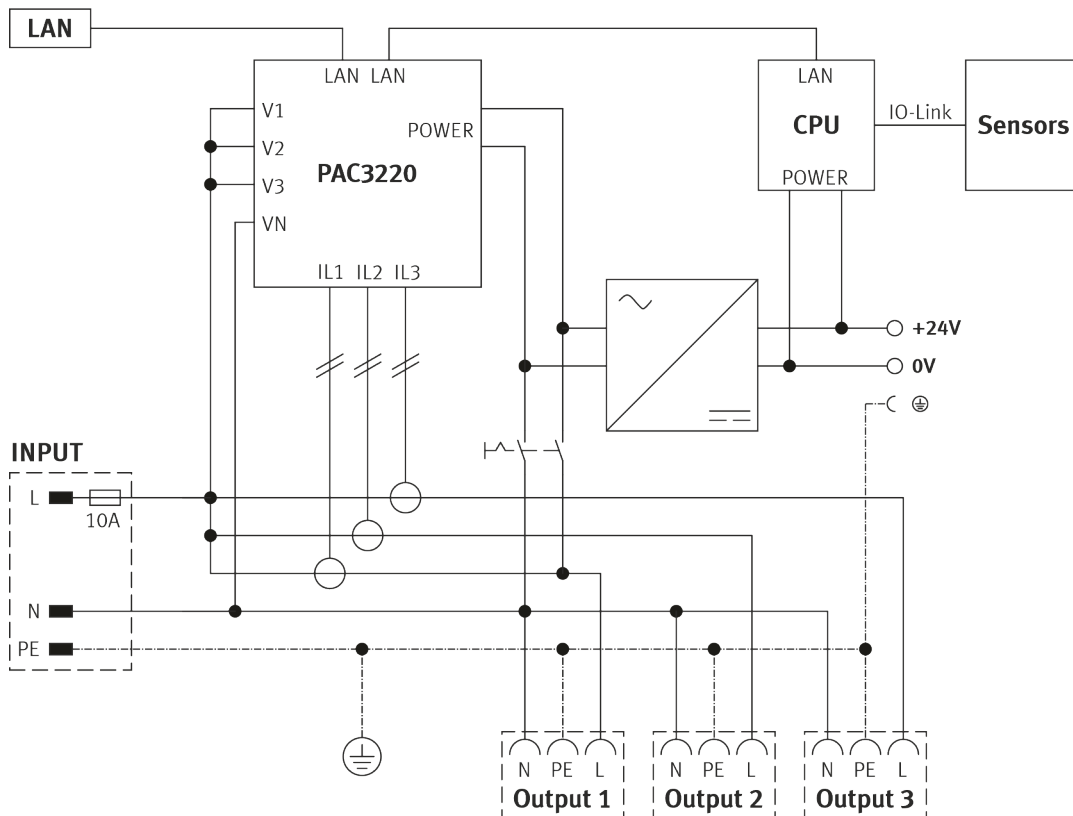 LAN
LAN LAN
LAN
V1
V2
V3
VN
POWER
PAC3220
IL1 IL2 IL3
CPU
POWER
IO-Link
Sensors
+24V
0V
INPUT
L
10A
N
PE
N PE L
Output 1
N PE L
Output 2
N PE L
Output 3